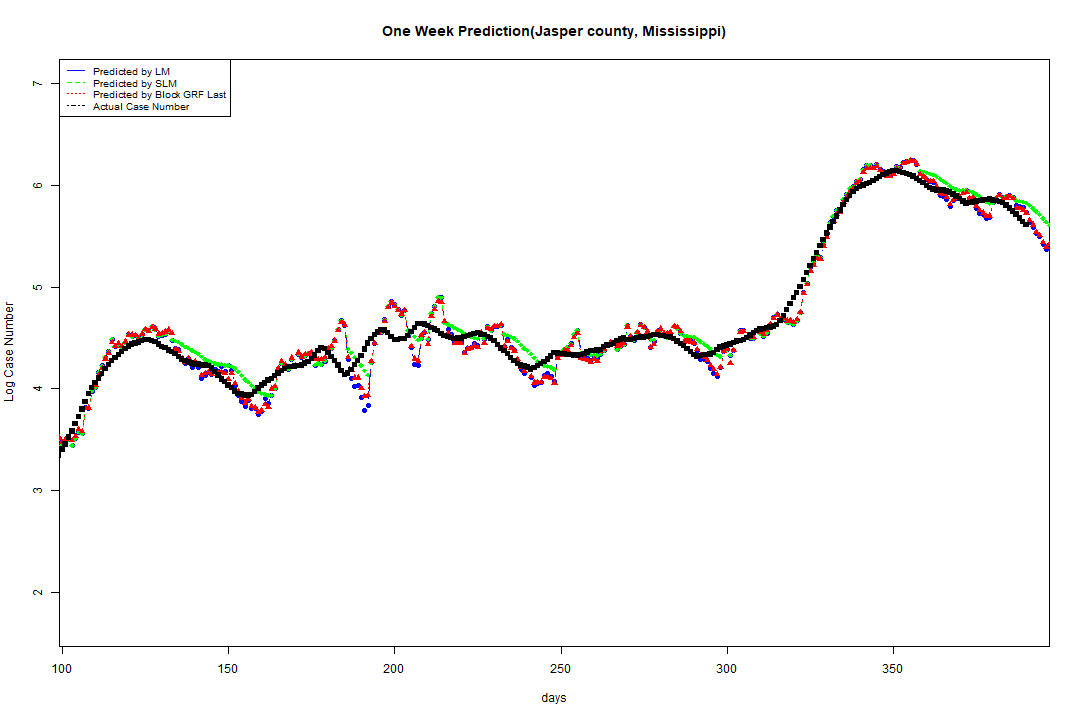 One Week Prediction(Jasper county, Mississippi)
Predicted by LM
Predicted by SLM
Predicted by Block GRF Last
Actual Case Number
7
6
5
4
3
2
Log Case Number
100 150 200 250 300 350
days